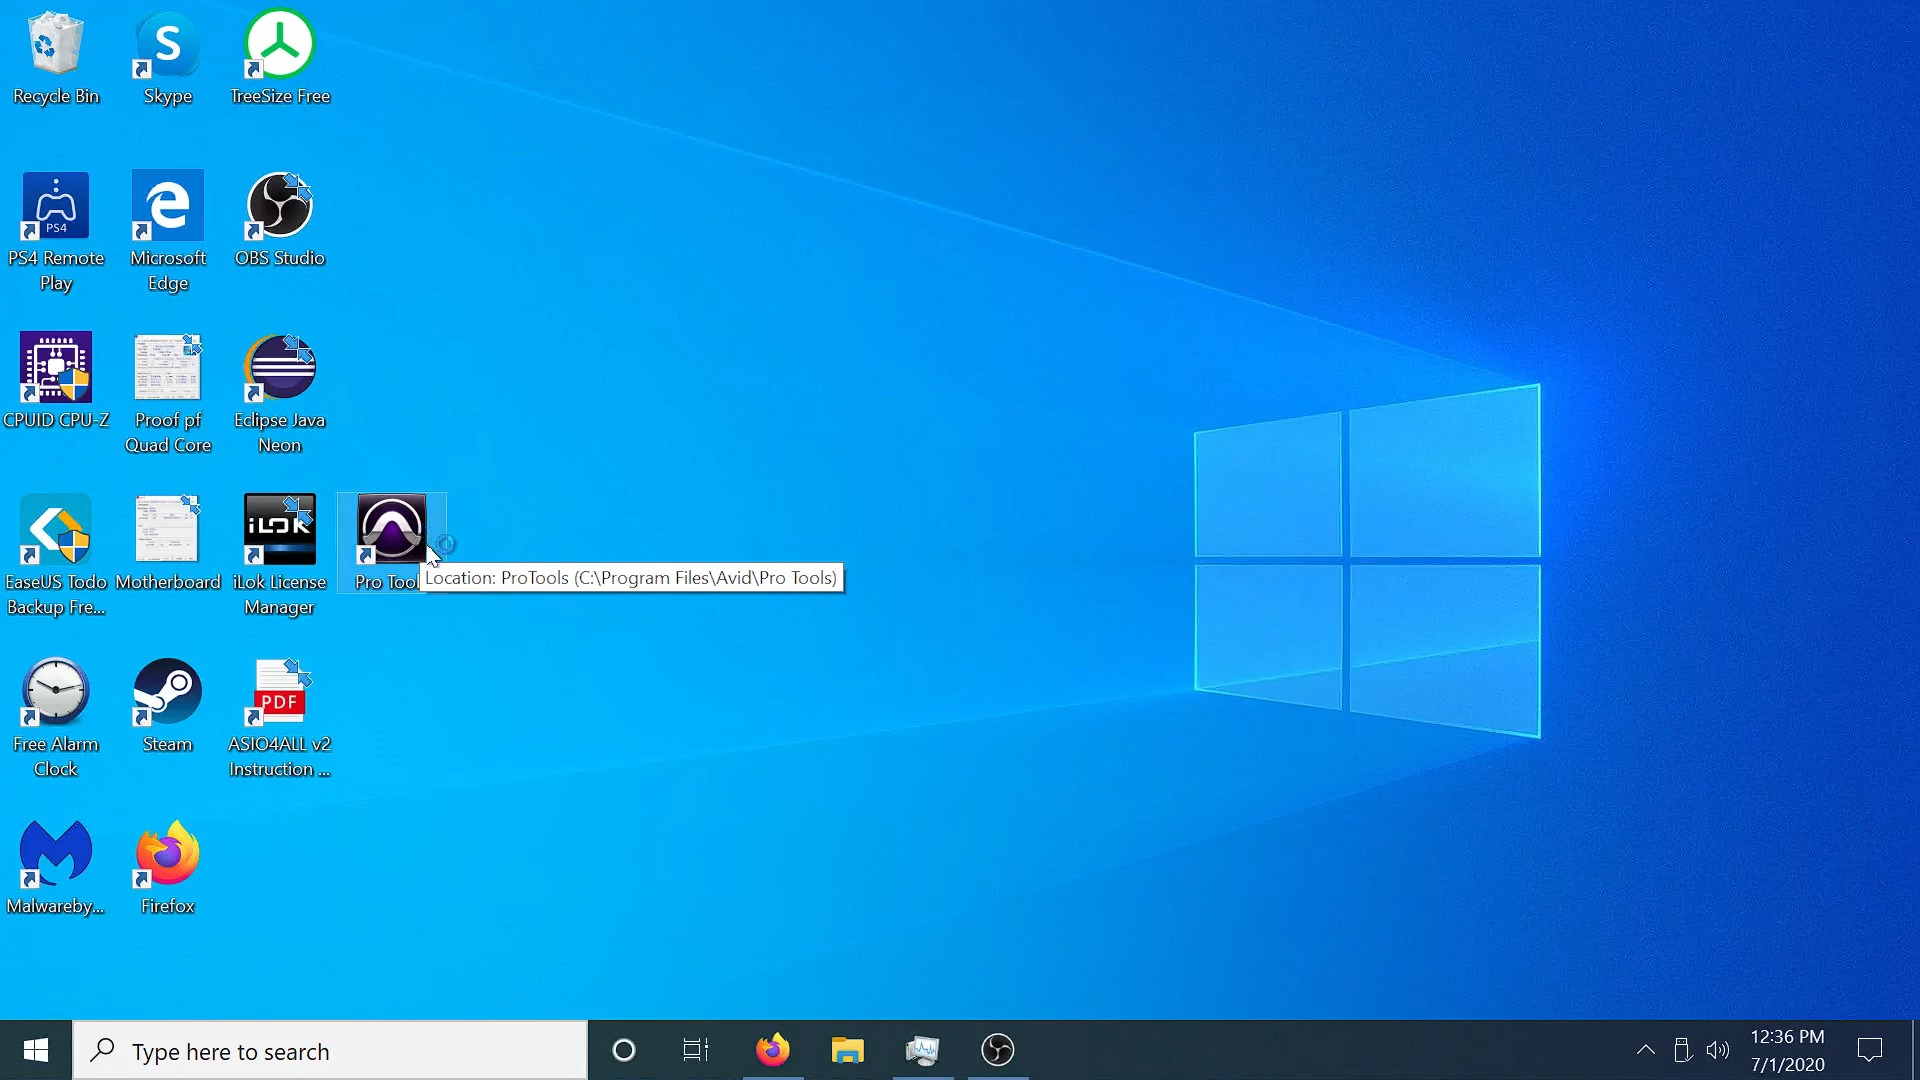 Recycle Bin
Skype
TreeSize Free
PS4
PS4 Remote
Play
Microsoft
Edge
OBS Studio
CPUID CPU-Z
Proof pf
Quad Core
Eclipse Java
Neon
EaseUS Todo
Backup Fre...
Motherboard
iLOK
iLok License
Manager
Pro Tool
Location: ProTools (C:\Program Files\Avid\Pro Tools)
Free Alarm
Clock
Steam
PDF
ASIO4ALL v2
Instruction ...
Malwareby...
Firefox
Type here to search
12:36 PM
7/1/2020